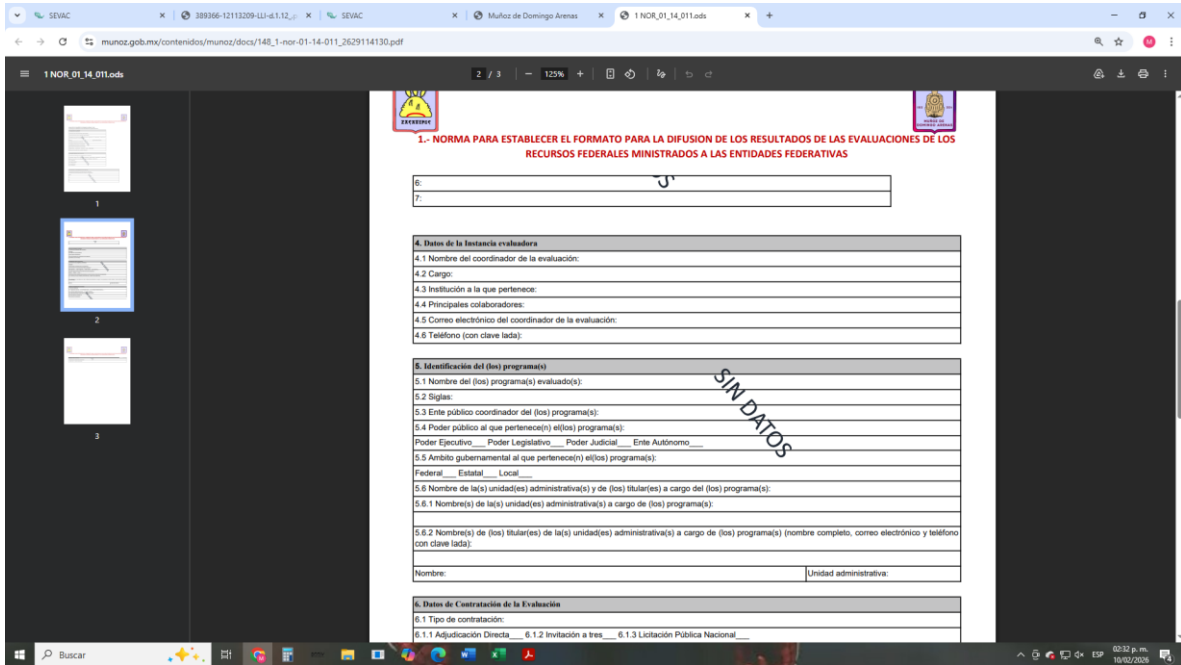 SEVAC
389366-12113209-LLI-d.1.12_
SEVAC
Muñoz de Domingo Arenas
1 NOR_01_14_011.ods
munoz.gob.mx/contenidos/munoz/docs/148_1-nor-01-14-011_2629114130.pdf
M
1 NOR_01_14_011.ods
2 / 3
125%
1
2
3
1.- NORMA PARA ESTABLECER EL FORMATO PARA LA DIFUSION DE LOS RESULTADOS DE LAS EVALUACIONES DE LOS
RECURSOS FEDERALES MINISTRADOS A LAS ENTIDADES FEDERATIVAS
6:
7:
4. Datos de la Instancia evaluadora
4.1 Nombre del coordinador de la evaluación:
4.2 Cargo:
4.3 Institución a la que pertenece:
4.4 Principales colaboradores:
4.5 Correo electrónico del coordinador de la evaluación:
4.6 Teléfono (con clave lada):
5. Identificación del (los) programa(s)
5.1 Nombre del (los) programa(s) evaluado(s):
5.2 Siglas:
5.3 Ente público coordinador del (los) programa(s):
5.4 Poder público al que pertenece(n) el(los) programa(s):
Poder Ejecutivo___ Poder Legislativo___ Poder Judicial___ Ente Autónomo___
5.5 Ambito gubernamental al que pertenece(n) el(los) programa(s):
Federal___ Estatal___ Local___
5.6 Nombre de la(s) unidad(es) administrativa(s) y de (los) titular(es) a cargo del (los) programa(s):
5.6.1 Nombre(s) de la(s) unidad(es) administrativa(s) a cargo de (los) programa(s):
5.6.2 Nombre(s) de (los) titular(es) de la(s) unidad(es) administrativa(s) a cargo de (los) programa(s) (nombre completo, correo electrónico y teléfono
con clave lada):
Nombre: Unidad administrativa:
SIN DATOS
6. Datos de Contratación de la Evaluación
6.1 Tipo de contratación:
6.1.1 Adjudicación Directa___ 6.1.2 Invitación a tres___ 6.1.3 Licitación Pública Nacional___
Buscar
ESP
02:32 p. m.
10/02/2026